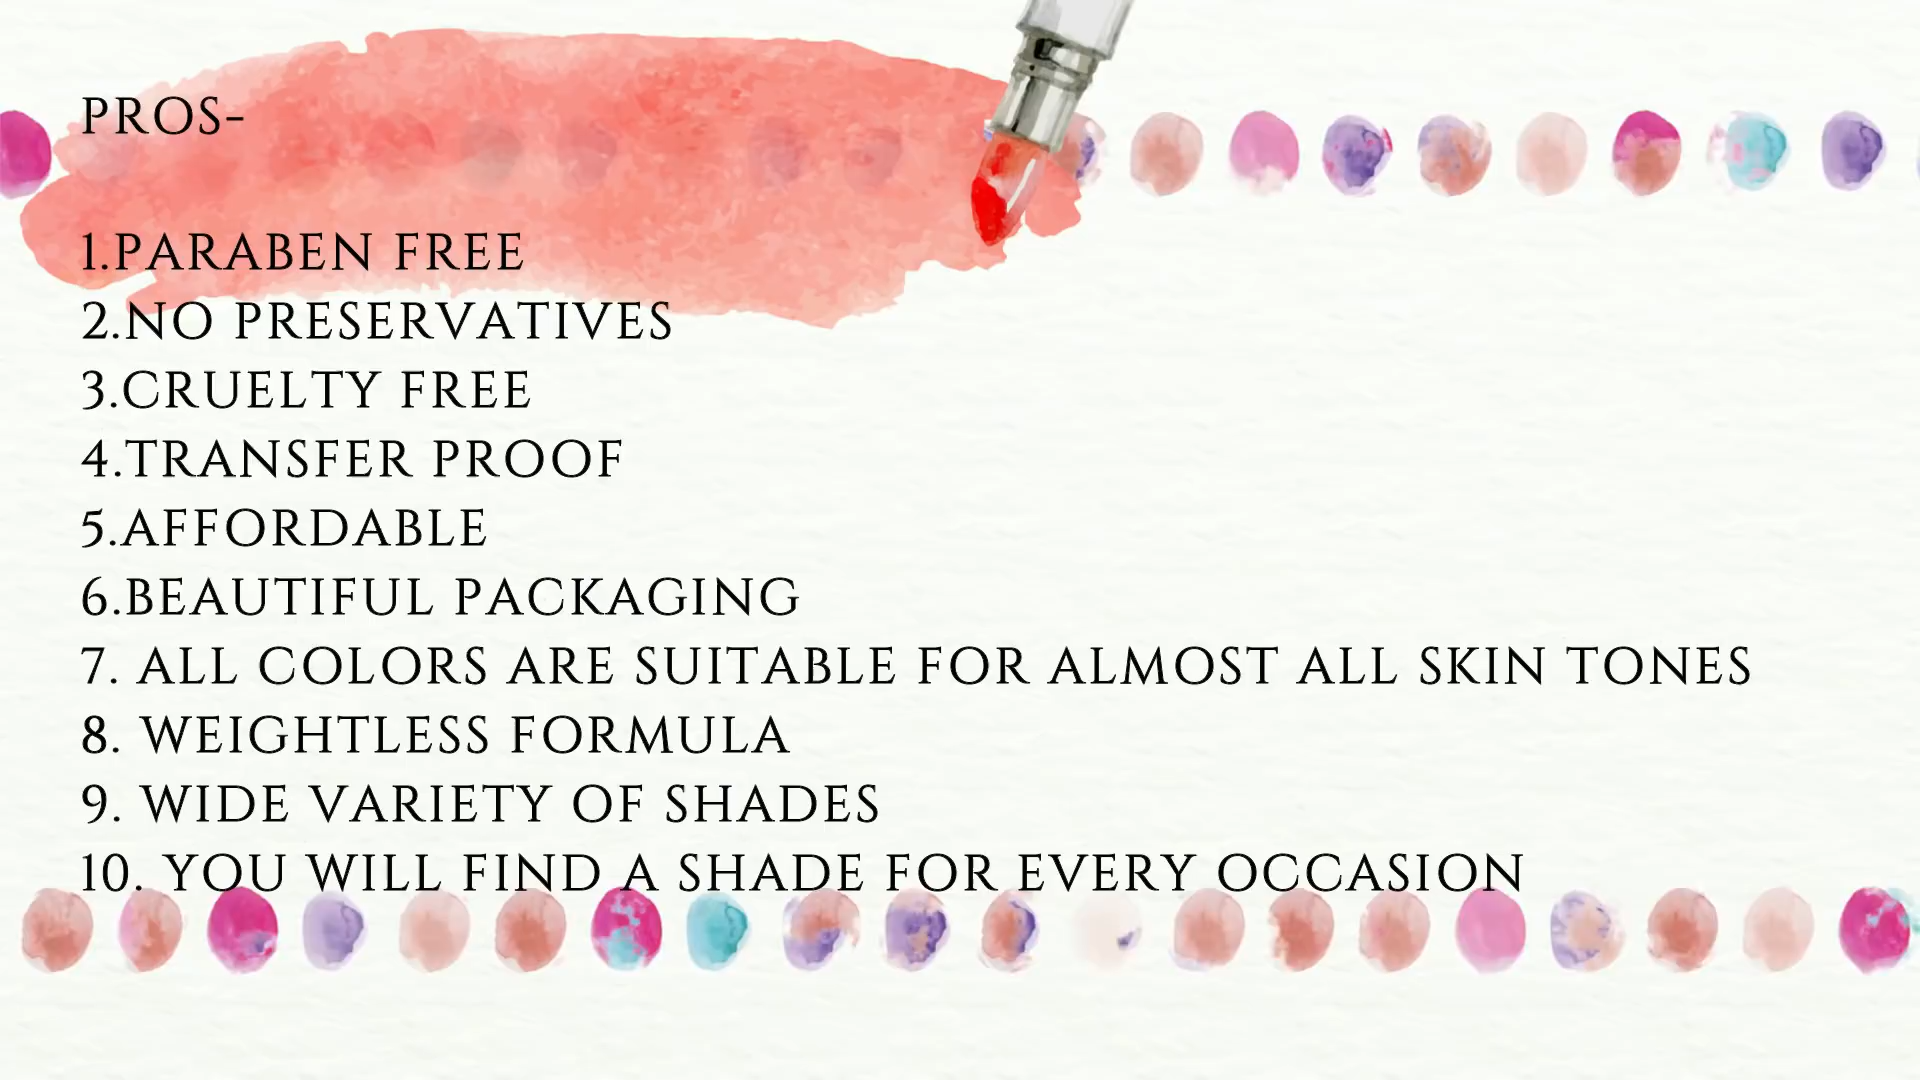 PROS-
1.PARABEN FREE
2.NO PRESERVATIVES
3.CRUELTY FREE
4.TRANSFER PROOF
5.AFFORDABLE
6.BEAUTIFUL PACKAGING
7. ALL COLORS ARE SUITABLE FOR ALMOST ALL SKIN TONES
8. WEIGHTLESS FORMULA
9. WIDE VARIETY OF SHADES
10. YOU WILL FIND A SHADE FOR EVERY OCCASION